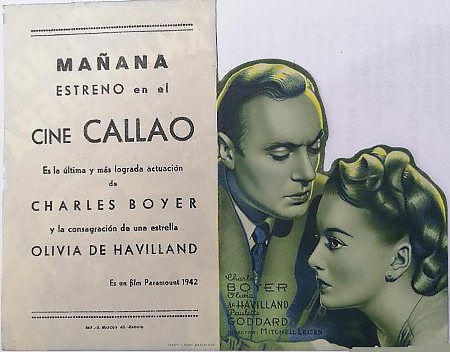 MAÑANA
ESTRENO en el
CINE CALLAO
Es la última y más lograda actuación
de
CHARLES BOYER
y la consagración de una estrella
OLIVIA DE HAVILLAND
Es un film Paramount 1942
Charles
BOYER
Olivia
de HAVILLAND
Paulette
GODDARD
DIRECTOR: MITCHELL LEISEN